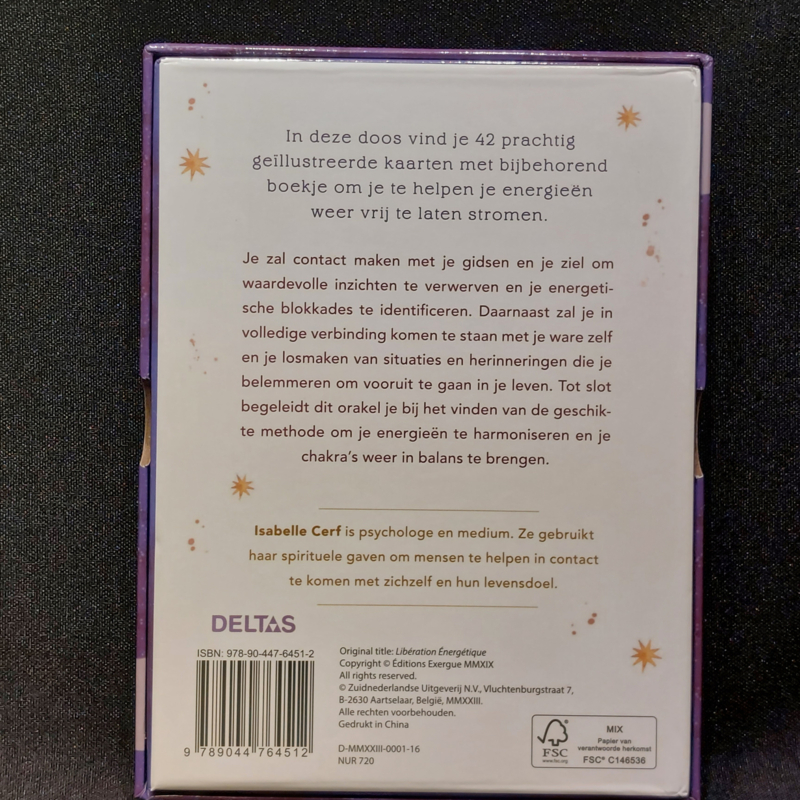 In deze doos vind je 42 prachtig
geïllustreerde kaarten met bijbehorend
boekje om je te helpen je energieën
weer vrij te laten stromen.
Je zal contact maken met je gidsen en je ziel om
waardevolle inzichten te verwerven en je energeti-
sche blokkades te identificeren. Daarnaast zal je in
volledige verbinding komen te staan met je ware zelf
en je losmaken van situaties en herinneringen die je
belemmeren om vooruit te gaan in je leven. Tot slot
begeleidt dit orakel je bij het vinden van de geschik-
te methode om je energieën te harmoniseren en je
chakra's weer in balans te brengen.
Isabelle Cerf is psychologe en medium. Ze gebruikt
haar spirituele gaven om mensen te helpen in contact
te komen met zichzelf en hun levensdoel.
DELTAS
ISBN: 978-90-447-6451-2
9 789044 764512
Original title: Libération Énergétique
Copyright © Éditions Exergue MMXIX
All rights reserved.
© Zuidnederlandse Uitgeverij N.V., Vluchtenburgstraat 7,
B-2630 Aartselaar, België, MMXXIII.
Alle rechten voorbehouden.
Gedrukt in China
D-MMXXIII-0001-16
NUR 720
FSC
www.fsc.org
MIX
Papier van
verantwoorde herkomst
FSC® C146536